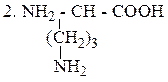 2. NH₂- CH - COOH
(CH₂)₃
NH₂